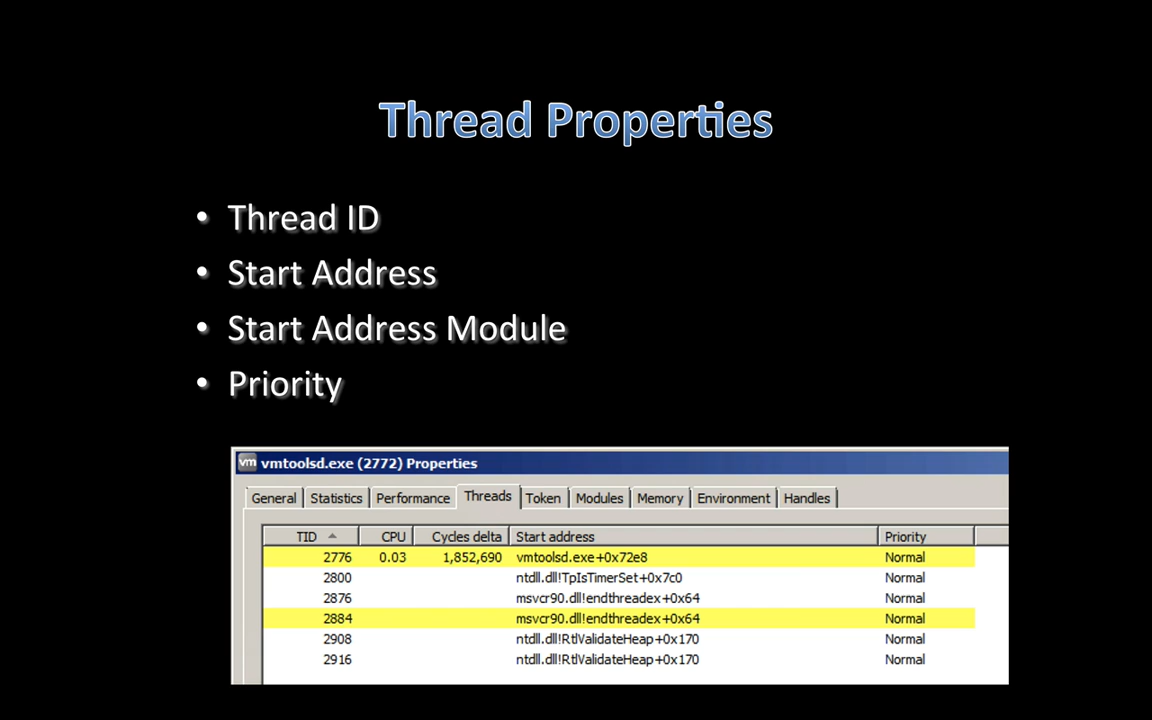 Thread Properties
• Thread ID
• Start Address
• Start Address Module
• Priority
vm vmtoolsd.exe (2772) Properties
General Statistics Performance Threads Token Modules Memory Environment Handles
TID CPU Cycles delta Start address Priority
2776 0.03 1,852,690 vmtoolsd.exe+0x72e8 Normal
2800 ntdll.dll!TpIsTimerSet+0x7c0 Normal
2876 msvcr90.dll!endthreadex+0x64 Normal
2884 msvcr90.dll!endthreadex+0x64 Normal
2908 ntdll.dll!RtlValidateHeap+0x170 Normal
2916 ntdll.dll!RtlValidateHeap+0x170 Normal